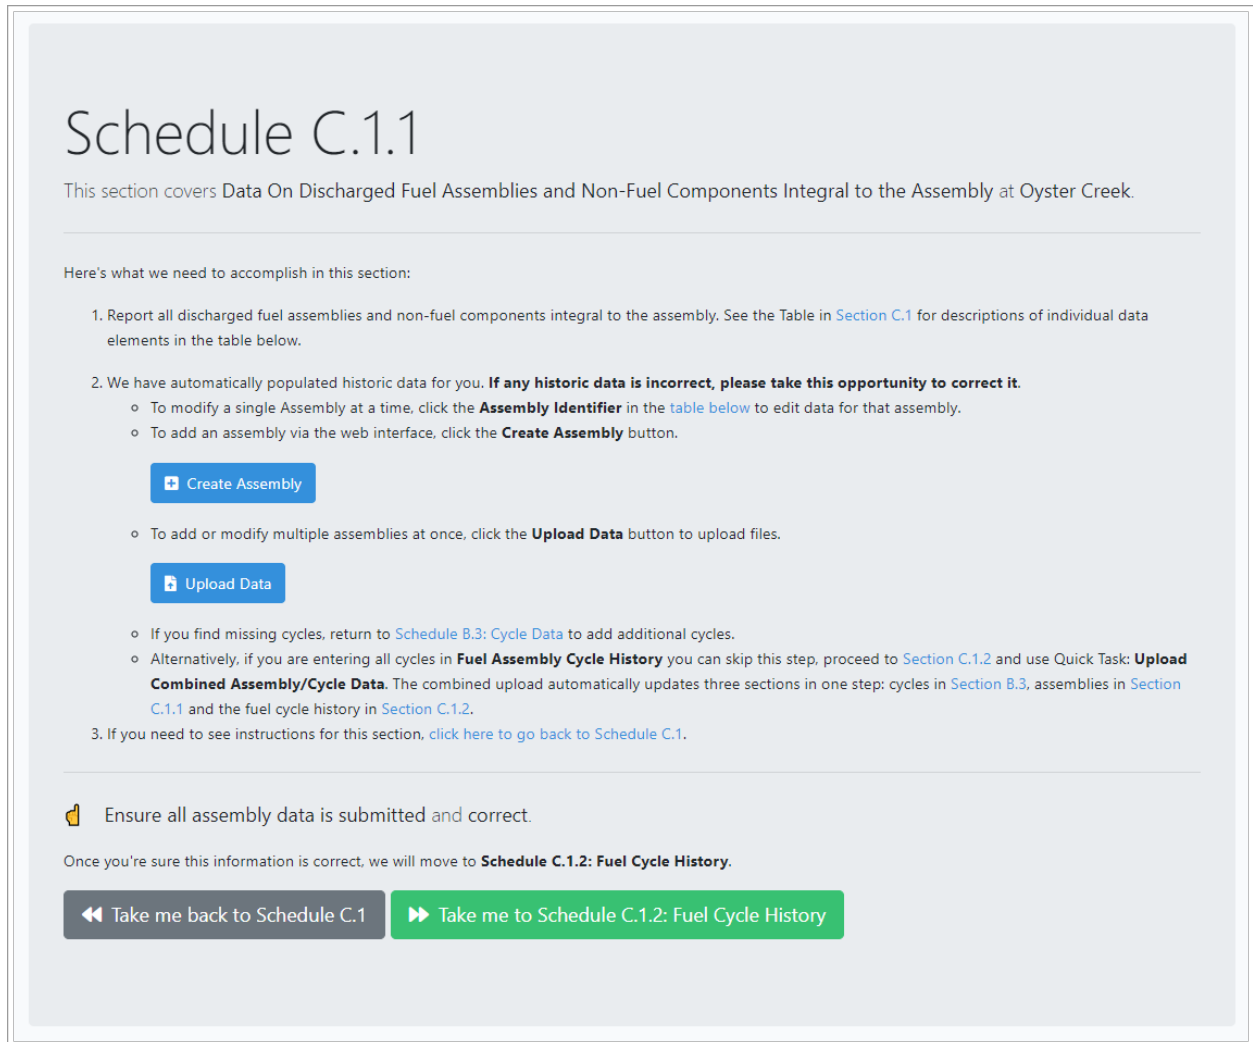 Schedule C.1.1
This section covers Data On Discharged Fuel Assemblies and Non-Fuel Components Integral to the Assembly at Oyster Creek.
Here's what we need to accomplish in this section:
1. Report all discharged fuel assemblies and non-fuel components integral to the assembly. See the Table in Section C.1 for descriptions of individual data
elements in the table below.
2. We have automatically populated historic data for you. If any historic data is incorrect, please take this opportunity to correct it.
To modify a single Assembly at a time, click the Assembly Identifier in the table below to edit data for that assembly.
To add an assembly via the web interface, click the Create Assembly button.
Create Assembly
To add or modify multiple assemblies at once, click the Upload Data button to upload files.
Upload Data
If you find missing cycles, return to Schedule B.3: Cycle Data to add additional cycles.
Alternatively, if you are entering all cycles in Fuel Assembly Cycle History you can skip this step, proceed to Section C.1.2 and use Quick Task: Upload
Combined Assembly/Cycle Data. The combined upload automatically updates three sections in one step: cycles in Section B.3, assemblies in Section
C.1.1 and the fuel cycle history in Section C.1.2.
3. If you need to see instructions for this section, click here to go back to Schedule C.1.
Ensure all assembly data is submitted and correct.
Once you're sure this information is correct, we will move to Schedule C.1.2: Fuel Cycle History.
Take me back to Schedule C.1
Take me to Schedule C.1.2: Fuel Cycle History